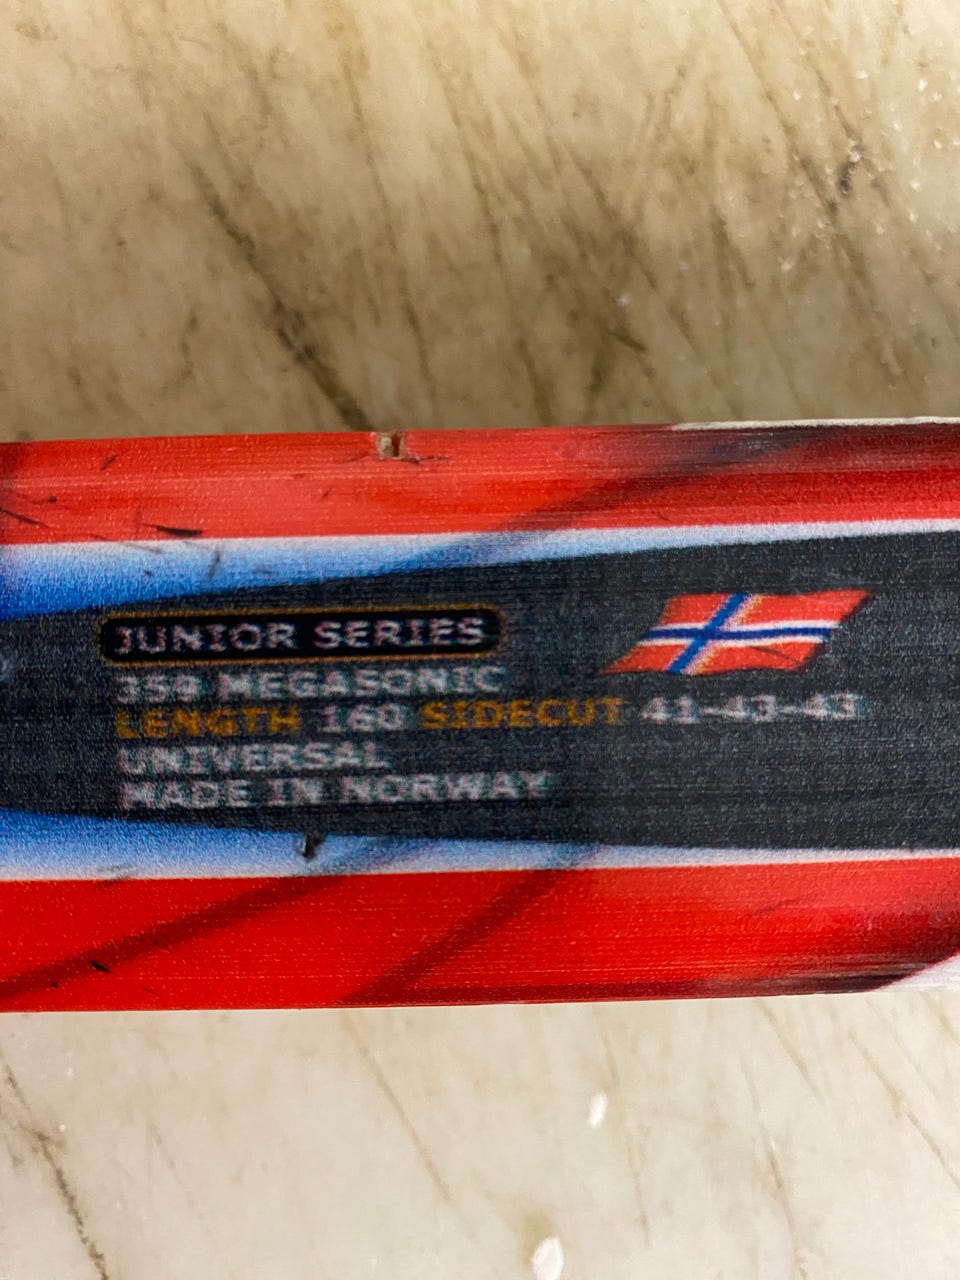 JUNIOR SERIES
350 MEGASONIC
LENGTH 160 SIDECUT 41-43-43
UNIVERSAL
MADE IN NORWAY